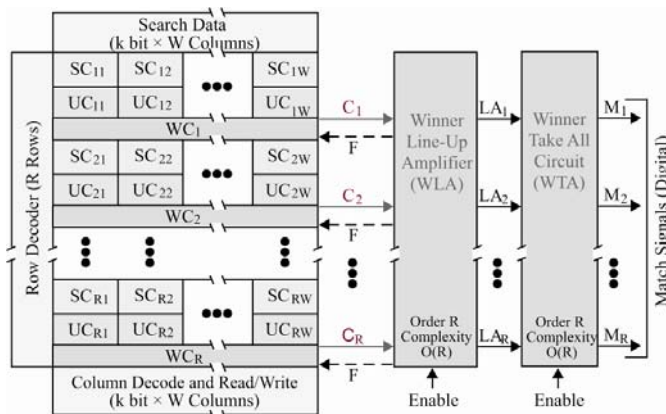 Search Data
(k bit × W Columns)
Row Decoder (R Rows)
SC11 SC12 SC1W
UC11 UC12 UC1W
WC1
SC21 SC22 SC2W
UC21 UC22 UC2W
WC2
SCR1 SCR2 SCRW
UCR1 UCR2 UCRW
WCR
Column Decode and Read/Write
(k bit × W Columns)
C1
F
C2
F
CR
F
Winner
Line-Up
Amplifier
(WLA)
Order R
Complexity
O(R)
Enable
LA1
LA2
LAR
Winner
Take All
Circuit
(WTA)
Order R
Complexity
O(R)
Enable
M1
M2
MR
Match Signals (Digital)